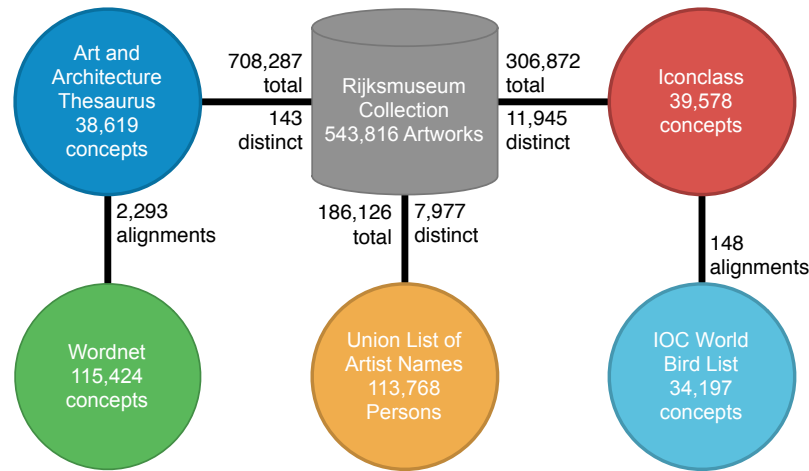 Art and
Architecture
Thesaurus
38,619
concepts
708,287
total
143
distinct
Rijksmuseum
Collection
543,816 Artworks
306,872
total
11,945
distinct
Iconclass
39,578
concepts
2,293
alignments
186,126
total
7,977
distinct
148
alignments
Wordnet
115,424
concepts
Union List of
Artist Names
113,768
Persons
IOC World
Bird List
34,197
concepts